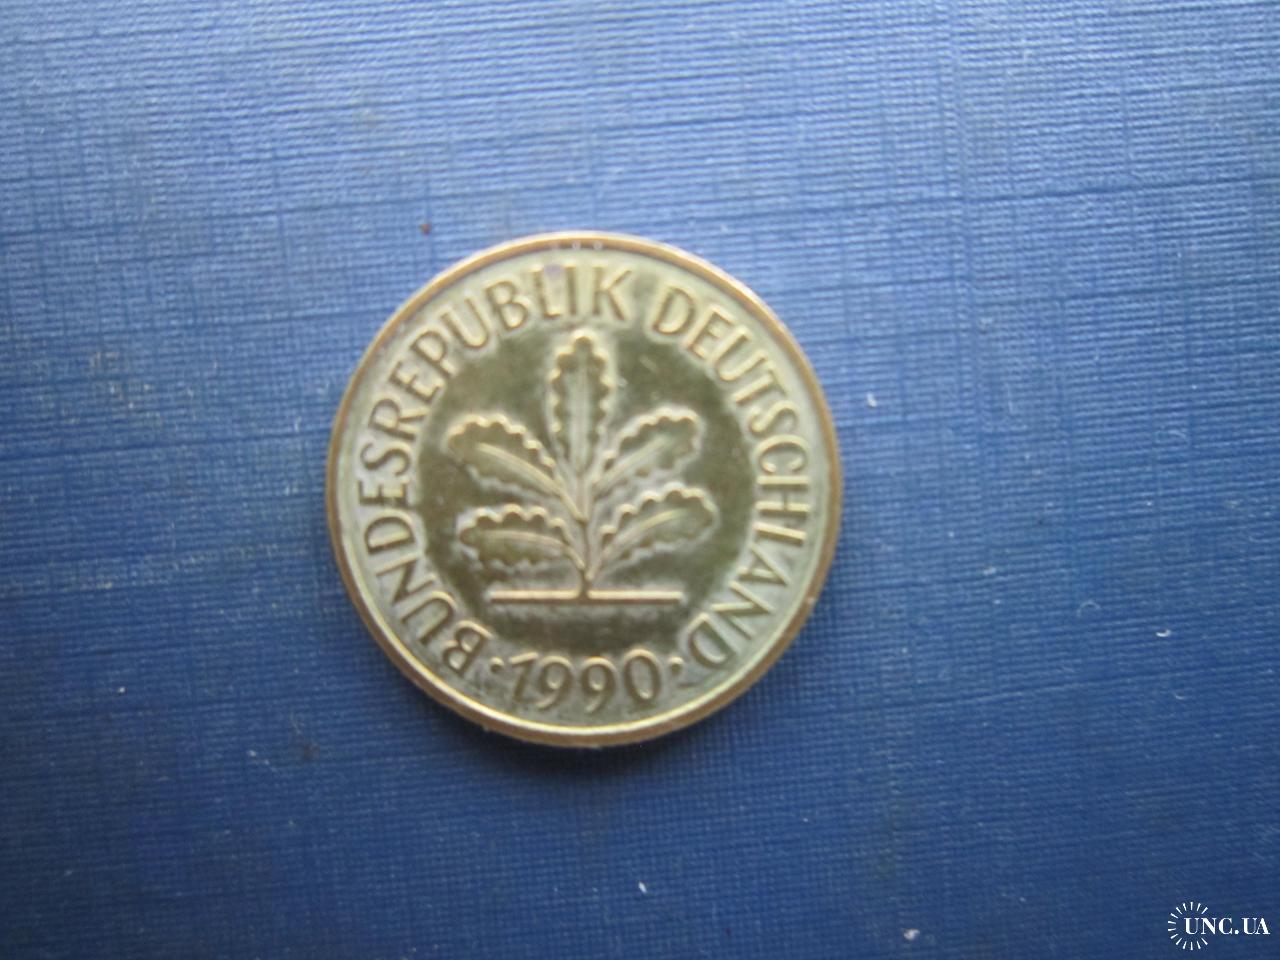 BUNDESREPUBLIK DEUTSCHLAND
· 1990 ·
UNC.UA